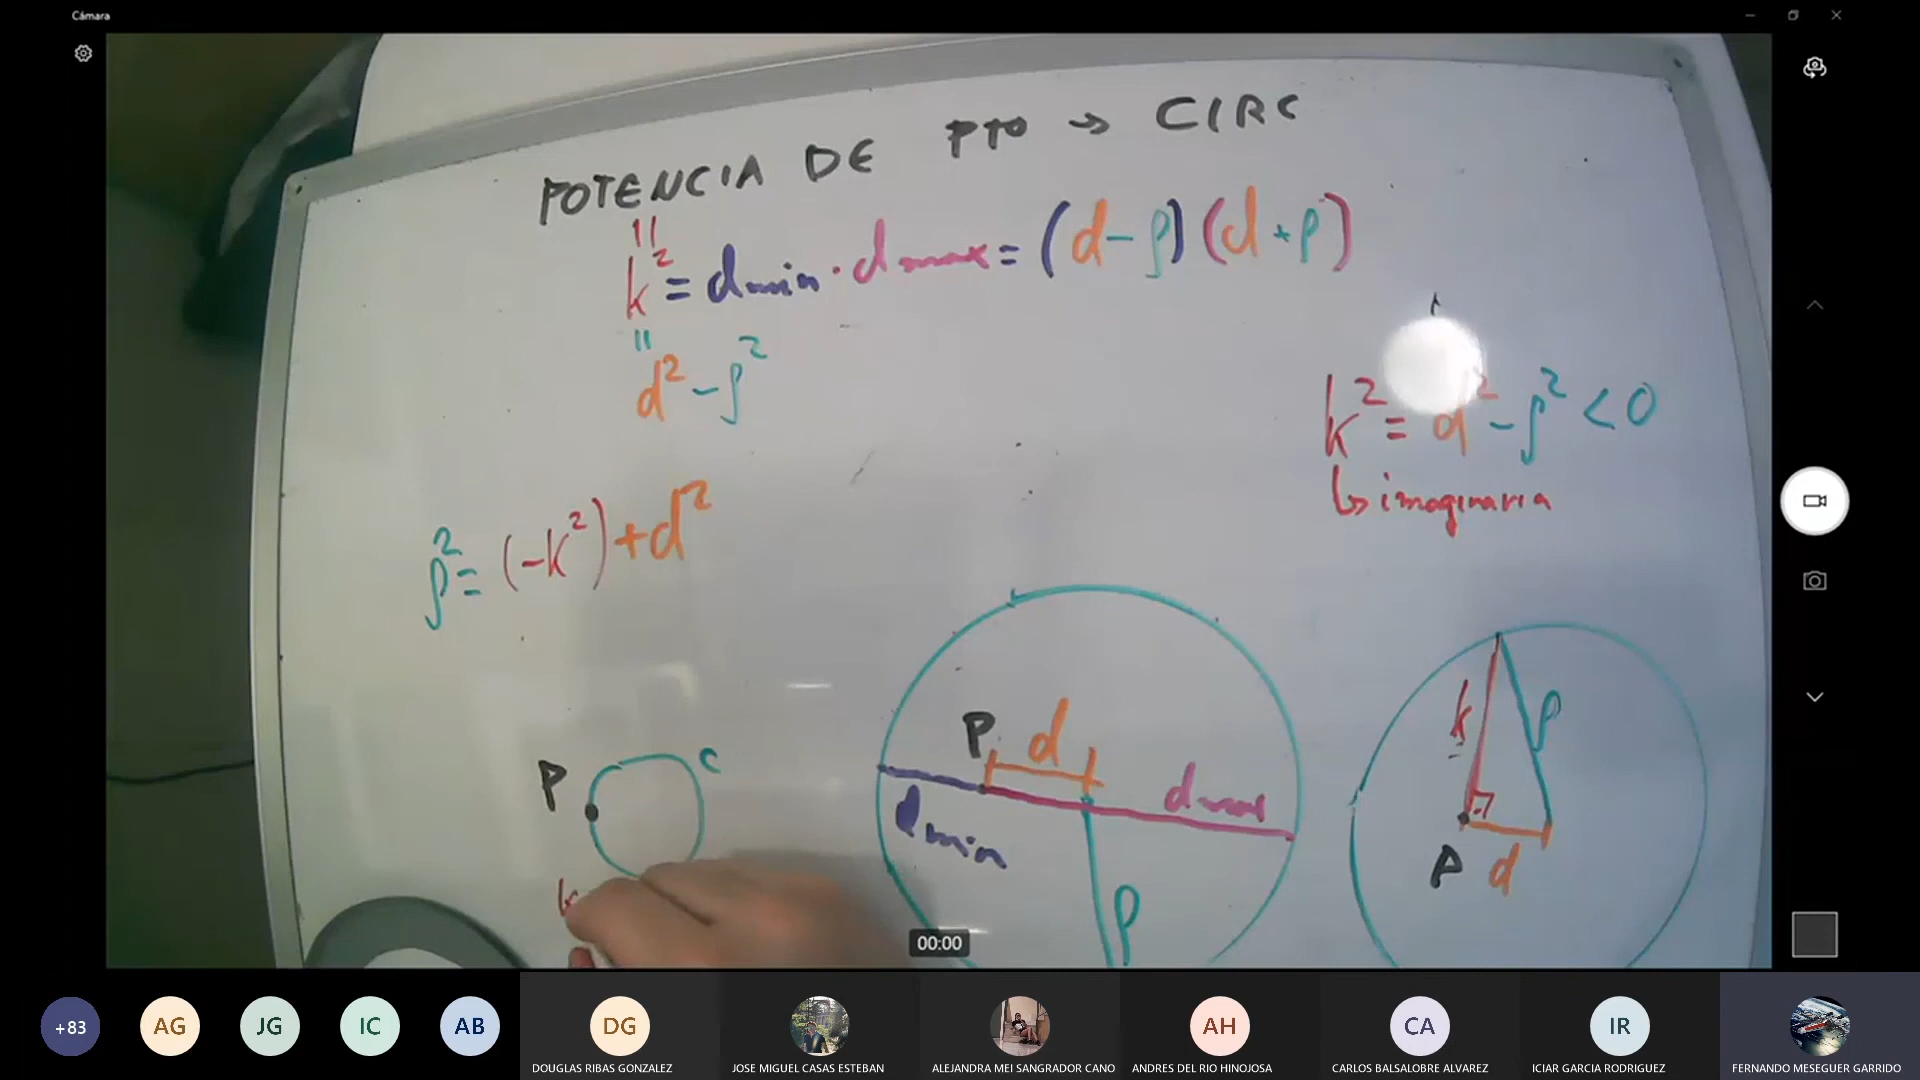 Cámara
POTENCIA DE PTO → CIRC
||
k² = dmin · dmax = (d - ρ)(d + ρ)
||
d² - ρ²
k² = d² - ρ² < 0
↳ imaginaria
ρ² = (-k²) + d²
P
c
k
P
d
dmin
dmax
ρ
k
ρ
P
d
00:00
+83
AG
JG
IC
AB
DG
AH
CA
IR
DOUGLAS RIBAS GONZALEZ
JOSE MIGUEL CASAS ESTEBAN
ALEJANDRA MEI SANGRADOR CANO
ANDRES DEL RIO HINOJOSA
CARLOS BALSALOBRE ALVAREZ
ICIAR GARCIA RODRIGUEZ
FERNANDO MESEGUER GARRIDO